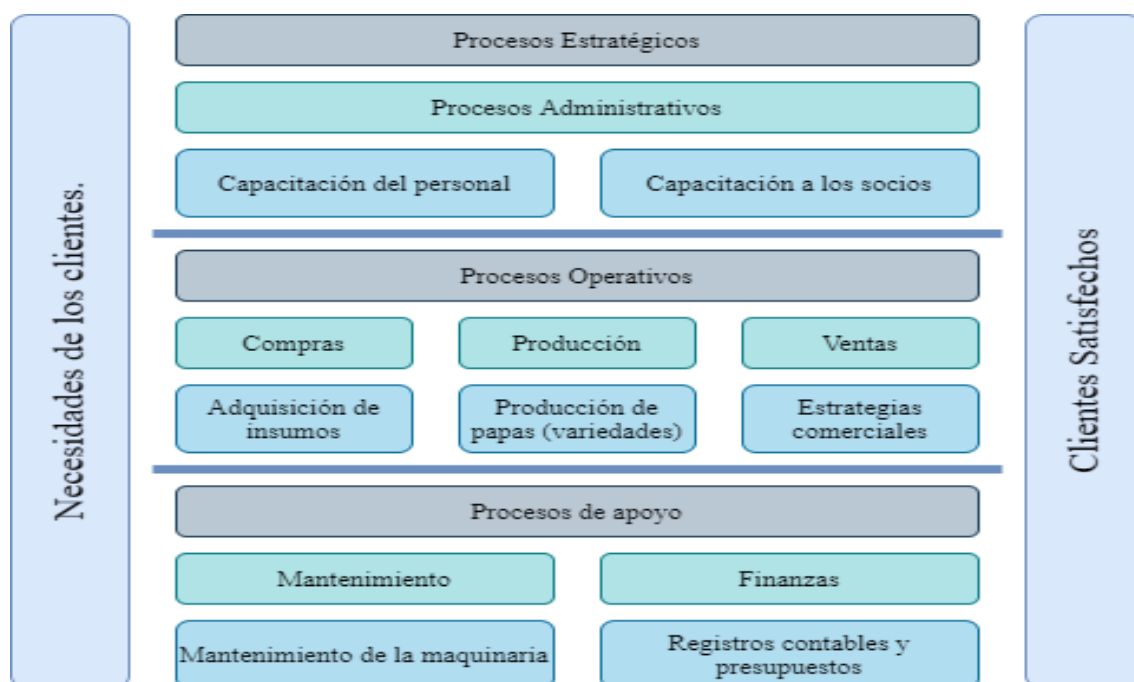 Necesidades de los clientes.
Procesos Estratégicos
Procesos Administrativos
Capacitación del personal
Capacitación a los socios
Procesos Operativos
Compras
Producción
Ventas
Adquisición de
insumos
Producción de
papas (variedades)
Estrategias
comerciales
Procesos de apoyo
Mantenimiento
Finanzas
Mantenimiento de la maquinaria
Registros contables y
presupuestos
Clientes Satisfechos